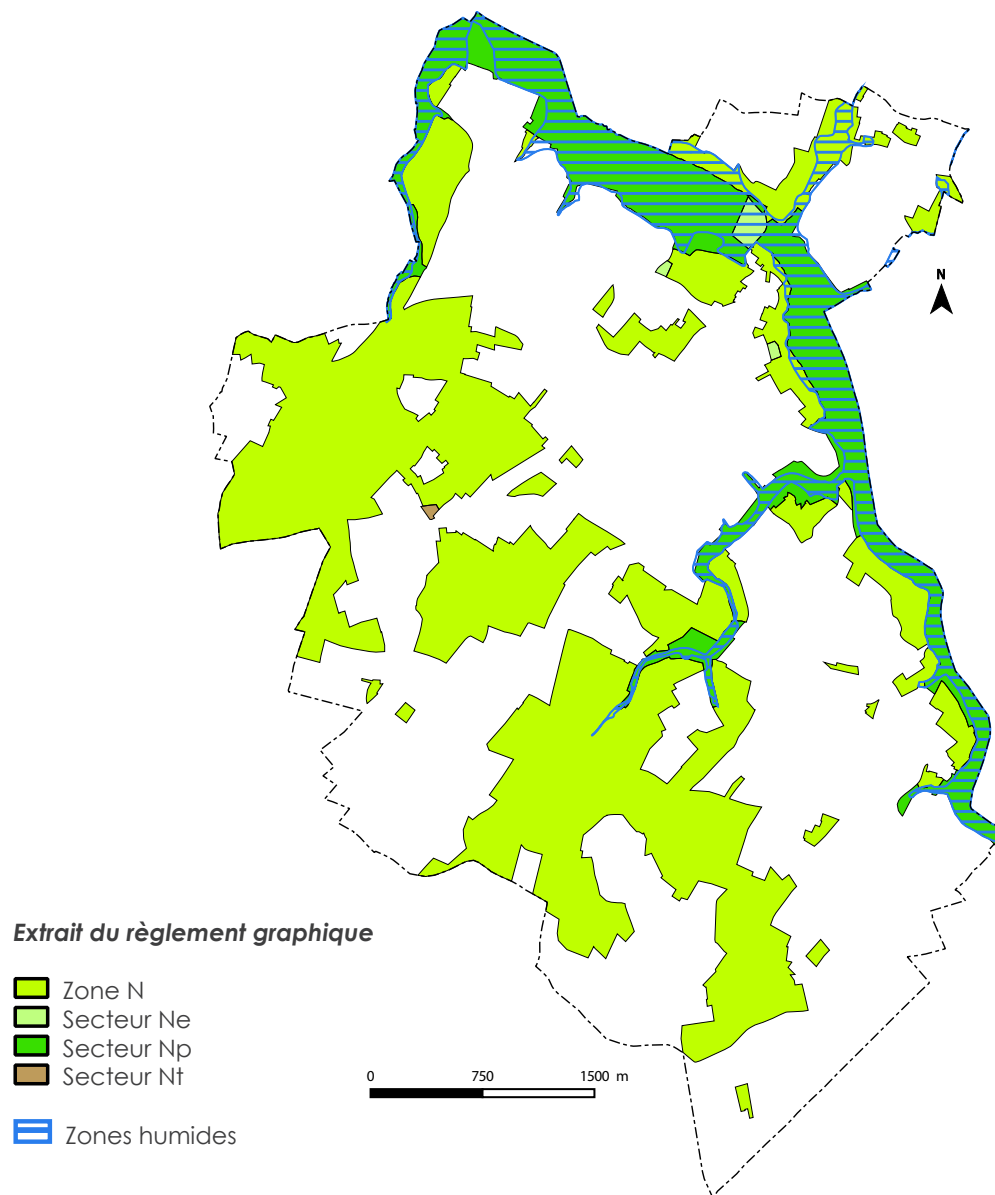 N
Extrait du règlement graphique
Zone N
Secteur Ne
Secteur Np
Secteur Nt
Zones humides
0 750 1500 m